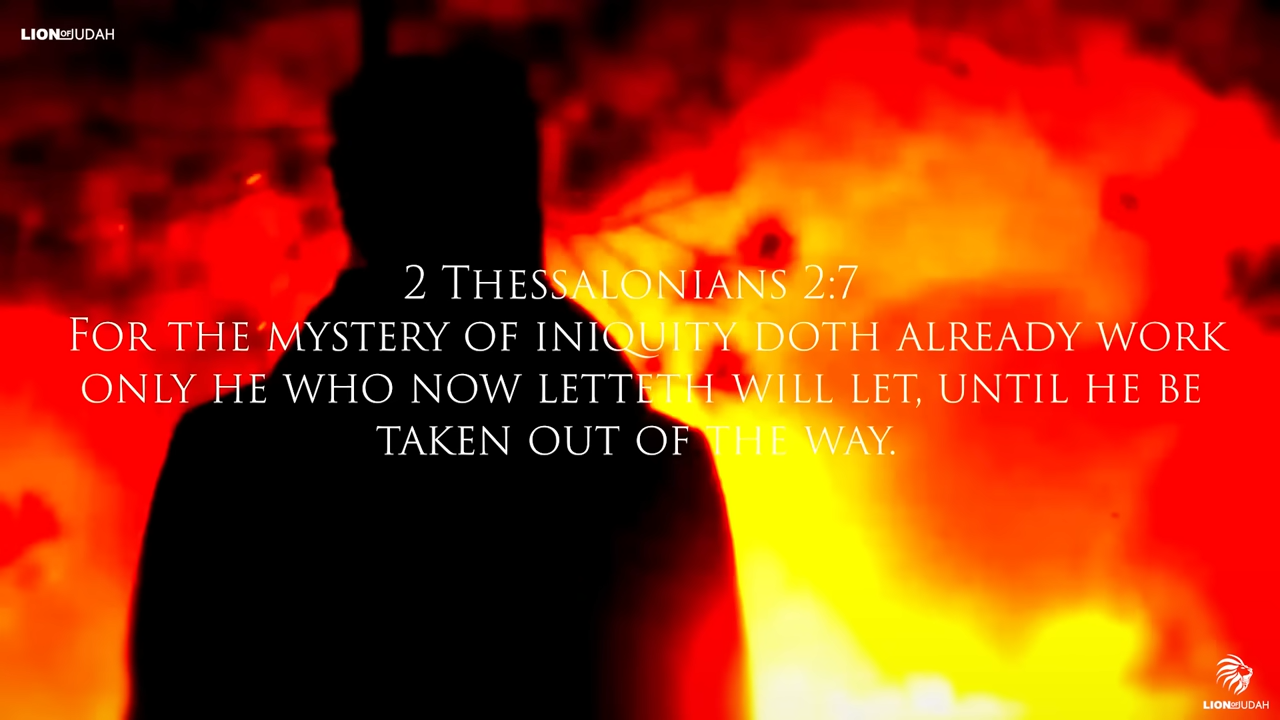 LION OF JUDAH
2 Thessalonians 2:7
For the mystery of iniquity doth already work
only he who now letteth will let, until he be
taken out of the way.
LION OF JUDAH